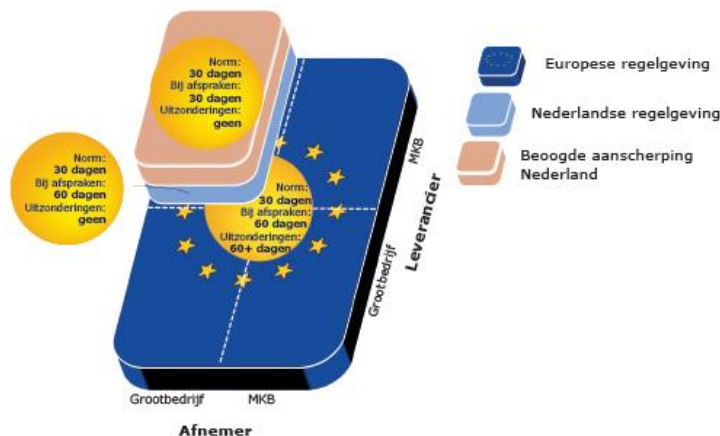 Norm:
30 dagen
Bij afspraken:
30 dagen
Uitzonderingen:
geen
Norm:
30 dagen
Bij afspraken:
60 dagen
Uitzonderingen:
geen
Norm:
30 dagen
Bij afspraken:
60 dagen
Uitzonderingen:
60+ dagen
MKB
Grootbedrijf
Leverancier
Grootbedrijf
MKB
Afnemer
Europese regelgeving
Nederlandse regelgeving
Beoogde aanscherping
Nederland